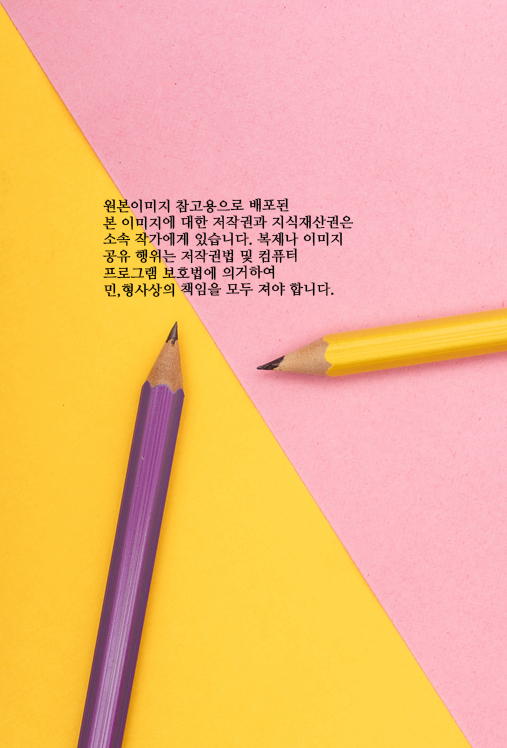 원본이미지 참고용으로 배포된
본 이미지에 대한 저작권과 지식재산권은
소속 작가에게 있습니다. 복제나 이미지
공유 행위는 저작권법 및 컴퓨터
프로그램 보호법에 의거하여
민,형사상의 책임을 모두 져야 합니다.